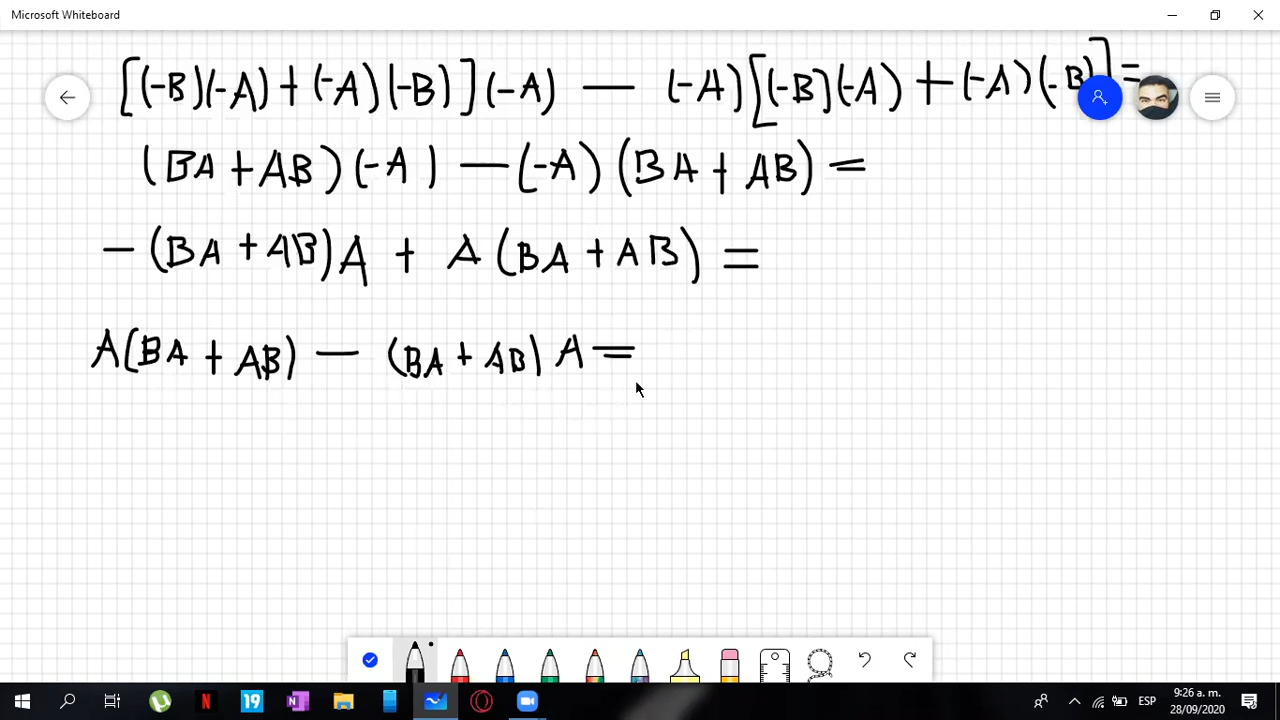 Microsoft Whiteboard
[(-B)(-A) + (-A)(-B)](-A) — (-A)[(-B)(-A) + (-A)(-B)] =
(BA + AB)(-A) — (-A)(BA + AB) =
- (BA + AB)A + A(BA + AB) =
A(BA + AB) — (BA + AB)A =
19
N
N
ESP
9:26 a. m.
28/09/2020